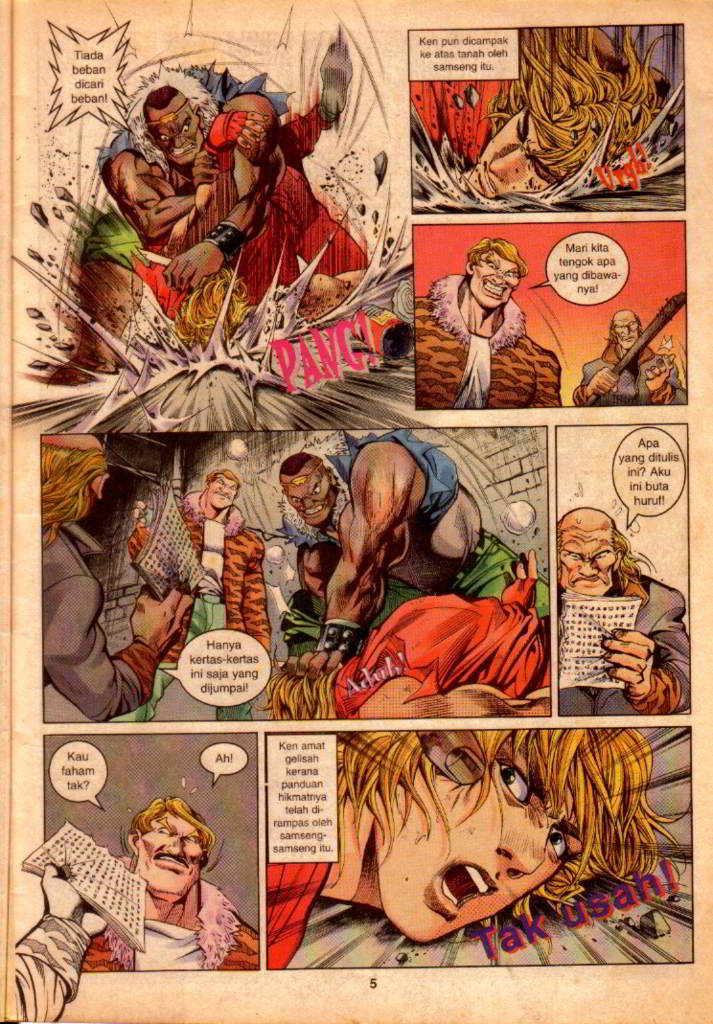 Tiada
beban
dicari
beban!
PANG!
Ken pun dicampak
ke atas tanah oleh
samseng itu.
Urgh!
Mari kita
tengok apa
yang dibawa-
nya!
Hanya
kertas-kertas
ini saja yang
dijumpai!
Aduh!
Apa
yang ditulis
ini? Aku
ini buta
huruf!
Kau
faham
tak?
Ah!
Ken amat
gelisah
kerana
panduan
hikmatnya
telah di-
rampas oleh
samseng-
samseng itu.
Tak usah!
5